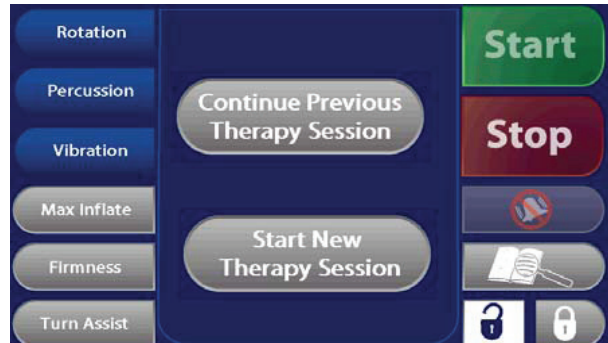 Rotation
Percussion
Vibration
Max Inflate
Firmness
Turn Assist
Continue Previous
Therapy Session
Start New
Therapy Session
Start
Stop